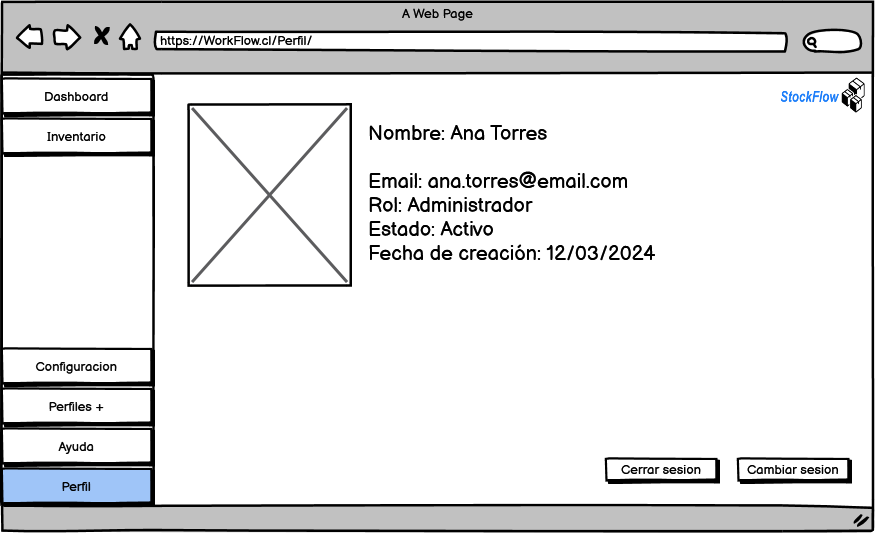 A Web Page
https://WorkFlow.cl/Perfil/
Dashboard
Inventario
Configuracion
Perfiles +
Ayuda
Perfil
StockFlow
Nombre: Ana Torres
Email: ana.torres@email.com
Rol: Administrador
Estado: Activo
Fecha de creación: 12/03/2024
Cerrar sesion
Cambiar sesion